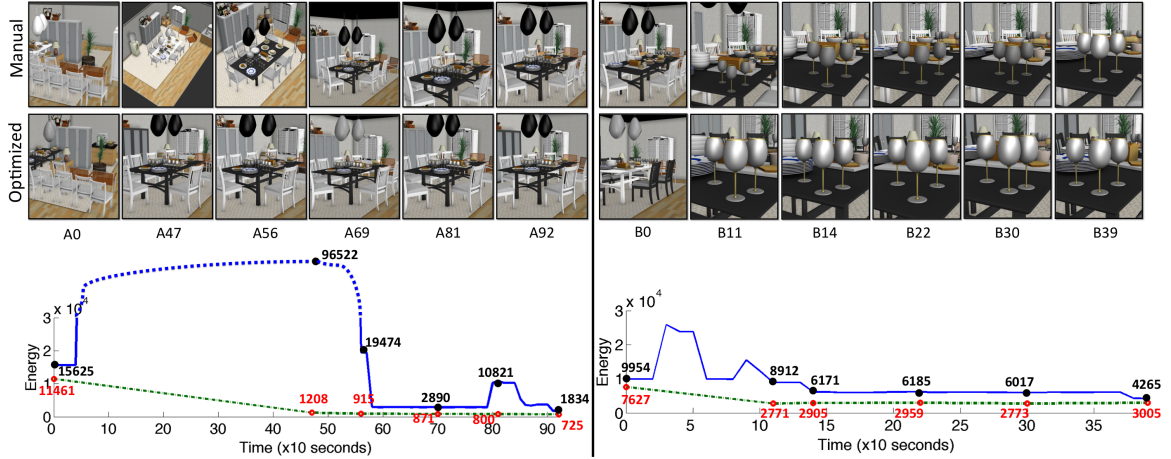 Manual
Optimized
A0 A47 A56 A69 A81 A92
B0 B11 B14 B22 B30 B39
Energy
x 10^4
3
2
1
0
96522
15625
19474
2890
10821
1834
11461
1208
915
871
800
725
0 10 20 30 40 50 60 70 80 90
Time (x10 seconds)
Energy
x 10^4
3
2
1
0
9954
8912
6171
6185
6017
4265
7627
2771
2905
2959
2773
3005
0 5 10 15 20 25 30 35
Time (x10 seconds)